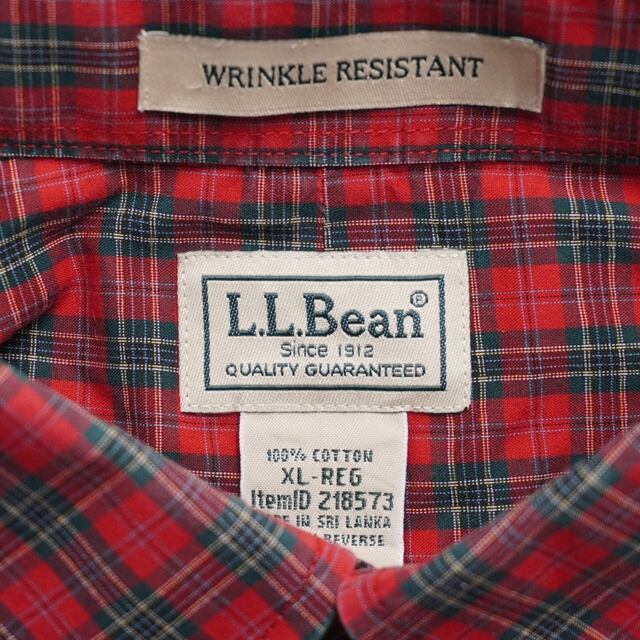 WRINKLE RESISTANT
L.L.Bean®
Since 1912
QUALITY GUARANTEED
100% COTTON
XL-REG
ItemID 218573
IN SRI LANKA
REVERSE